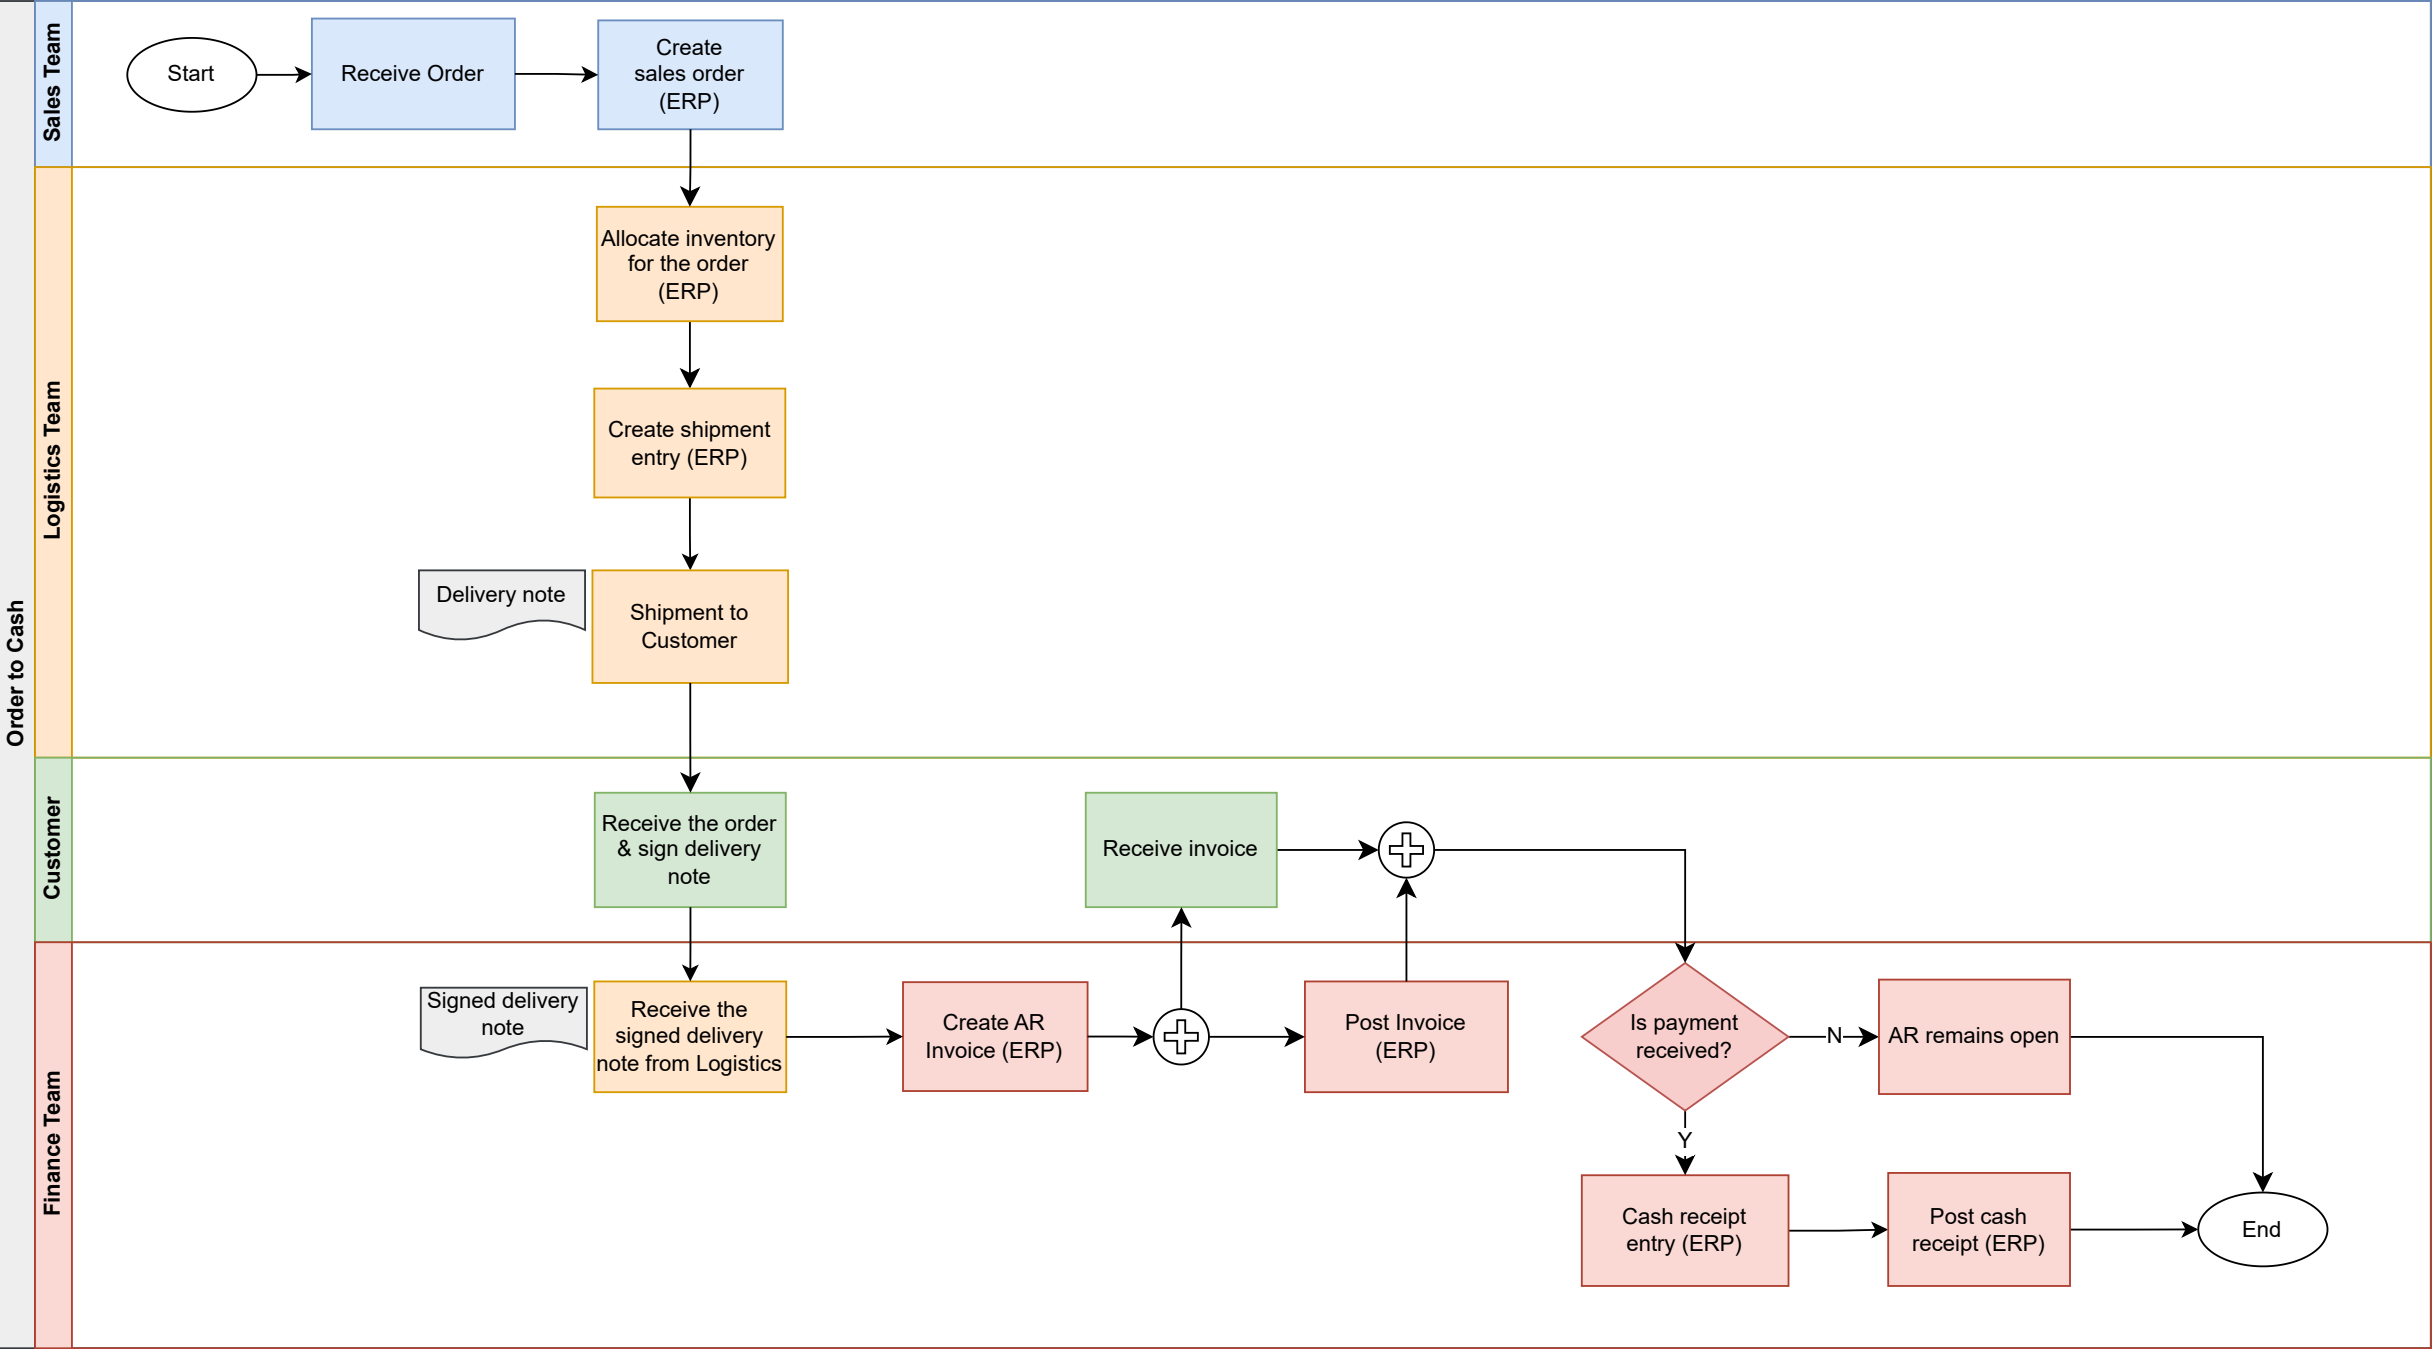 Order to Cash
Sales Team
Start
Receive Order
Create
sales order
(ERP)
Logistics Team
Allocate inventory
for the order
(ERP)
Create shipment
entry (ERP)
Delivery note
Shipment to
Customer
Customer
Receive the order
& sign delivery
note
Receive invoice
Finance Team
Signed delivery
note
Receive the
signed delivery
note from Logistics
Create AR
Invoice (ERP)
Post Invoice
(ERP)
Is payment
received?
N
AR remains open
Y
Cash receipt
entry (ERP)
Post cash
receipt (ERP)
End